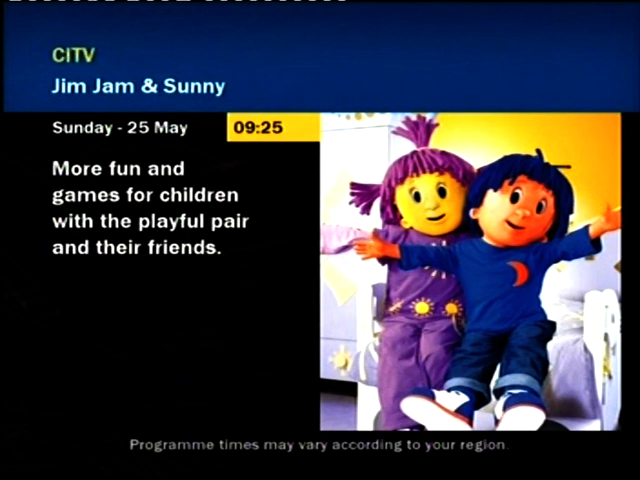 CiTV
Jim Jam & Sunny
Sunday - 25 May
09:25
More fun and
games for children
with the playful pair
and their friends.
Programme times may vary according to your region.